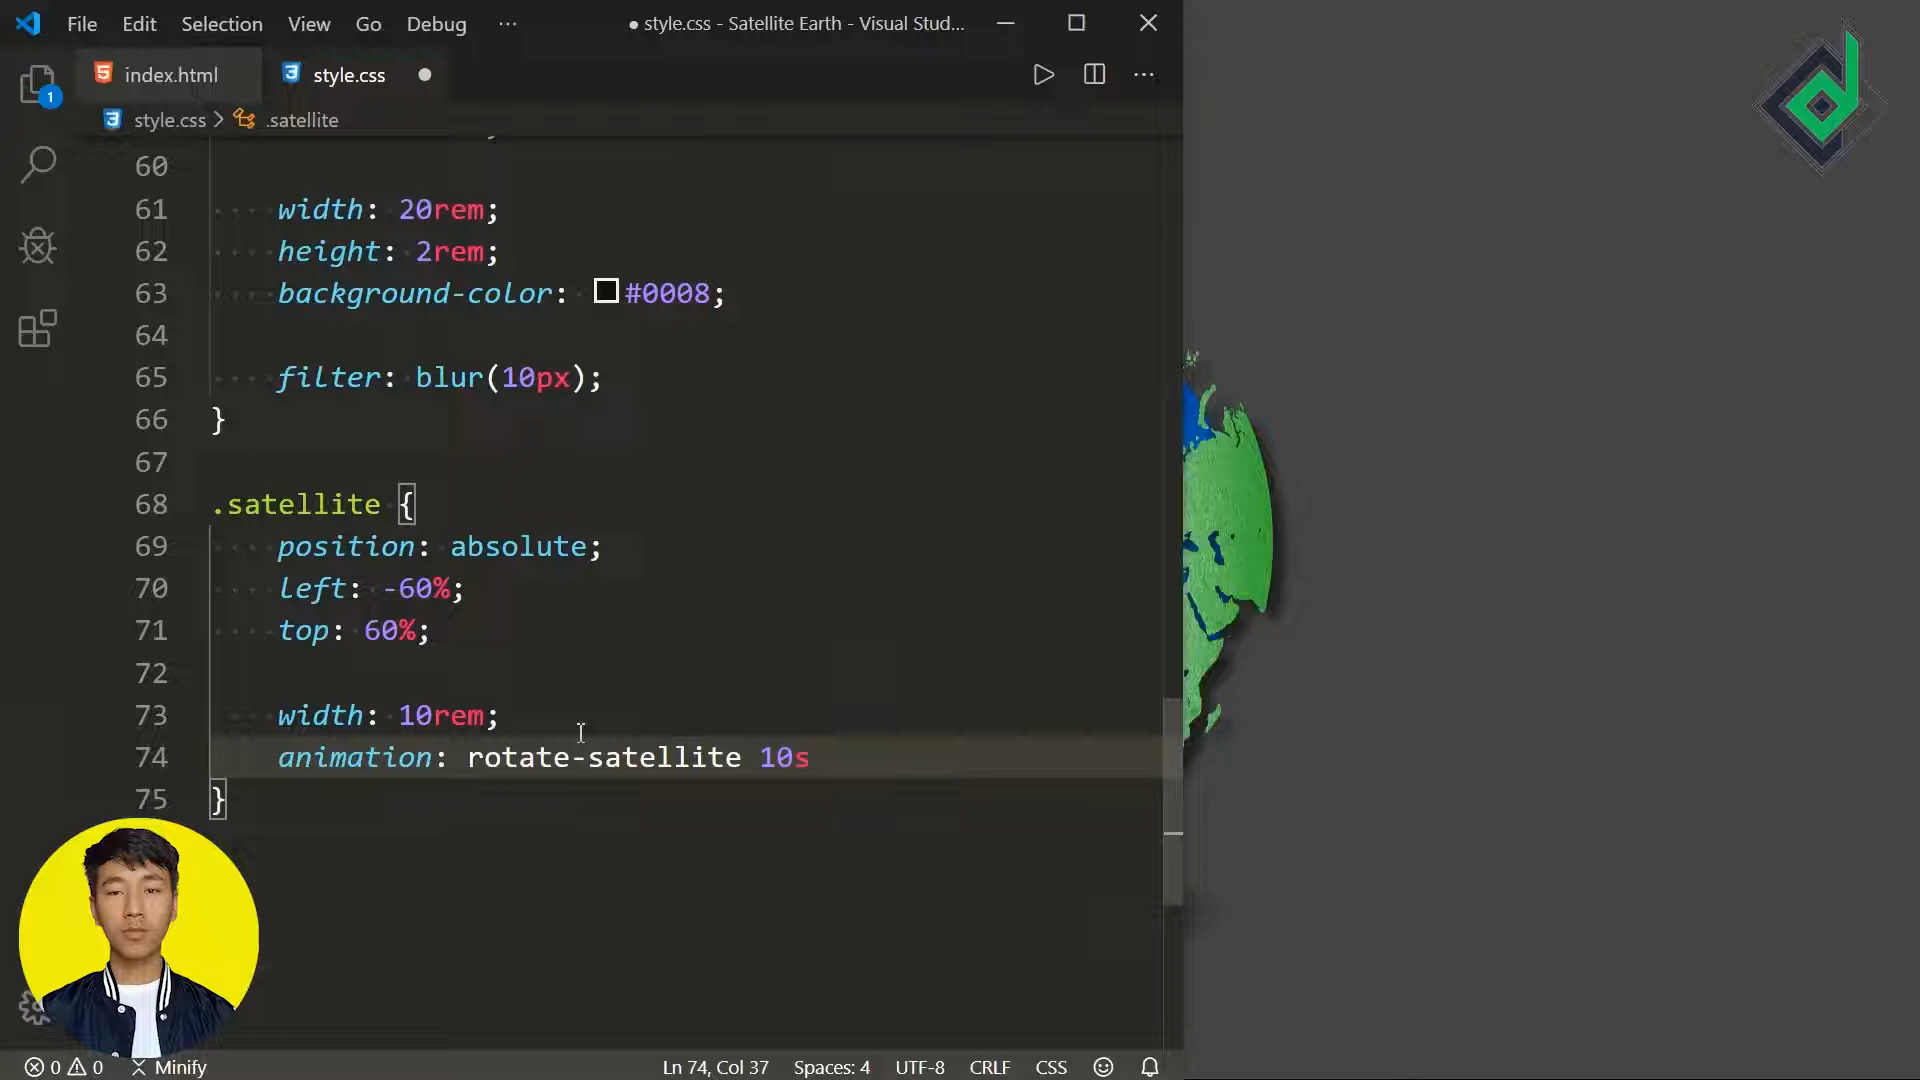 File Edit Selection View Go Debug ··· ● style.css - Satellite Earth - Visual Stud...
index.html style.css
1
style.css > .satellite
60
61 width: 20rem;
62 height: 2rem;
63 background-color: #0008;
64
65 filter: blur(10px);
66 }
67
68 .satellite {
69 position: absolute;
70 left: -60%;
71 top: 60%;
72
73 width: 10rem;
74 animation: rotate-satellite 10s
75 }
0 0 Minify Ln 74, Col 37 Spaces: 4 UTF-8 CRLF CSS